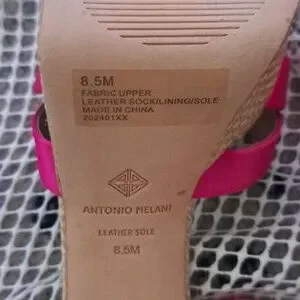 8.5M
FABRIC UPPER
LEATHER SOCK/LINING/SOLE
MADE IN CHINA
202401XX
ANTONIO MELANI
LEATHER SOLE
8.5M